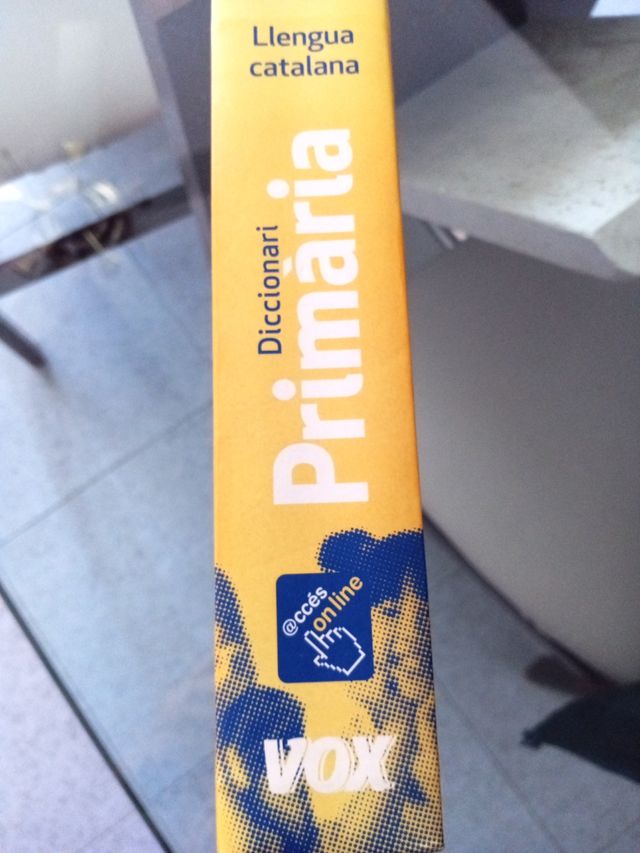 Llengua
catalana
Diccionari
Primària
@ccés
online
VOX